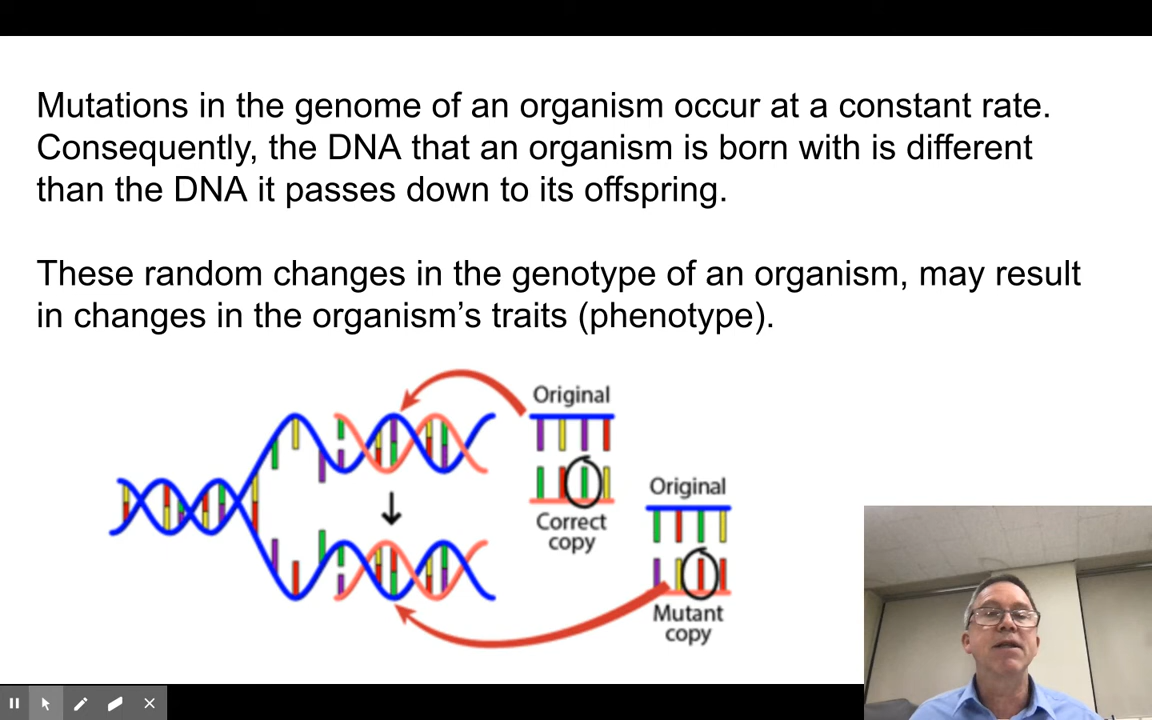 Mutations in the genome of an organism occur at a constant rate.
Consequently, the DNA that an organism is born with is different
than the DNA it passes down to its offspring.
These random changes in the genotype of an organism, may result
in changes in the organism’s traits (phenotype).
Original
Correct
copy
Original
Mutant
copy